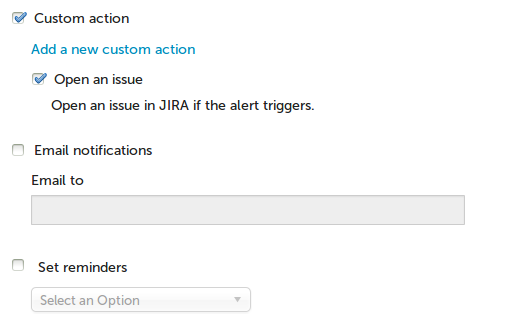 Custom action
Add a new custom action
Open an issue
Open an issue in JIRA if the alert triggers.
Email notifications
Email to
Set reminders
Select an Option